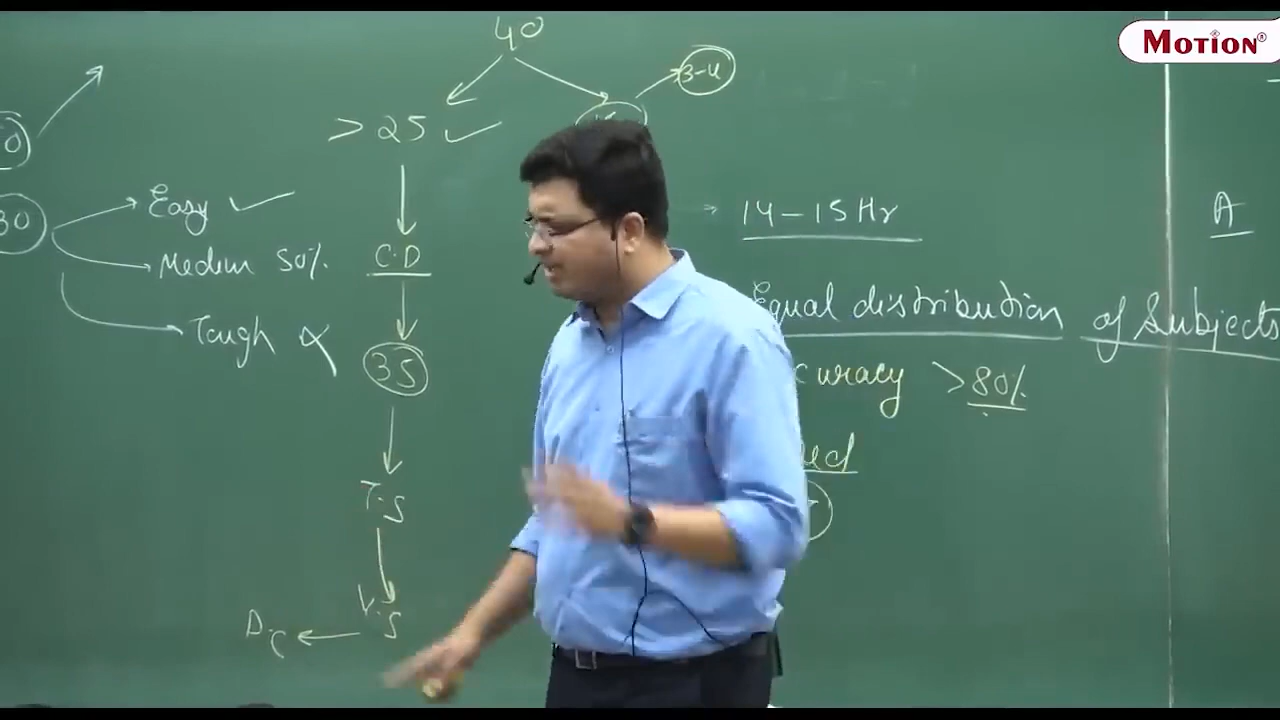 MOTION®
40
> 25
3-4
Easy
Medium 50%
Tough
30
C.D
35
T.S
V.S
D.C
14-15 Hr
A
Equal distribution of Subjects
curacy > 80%